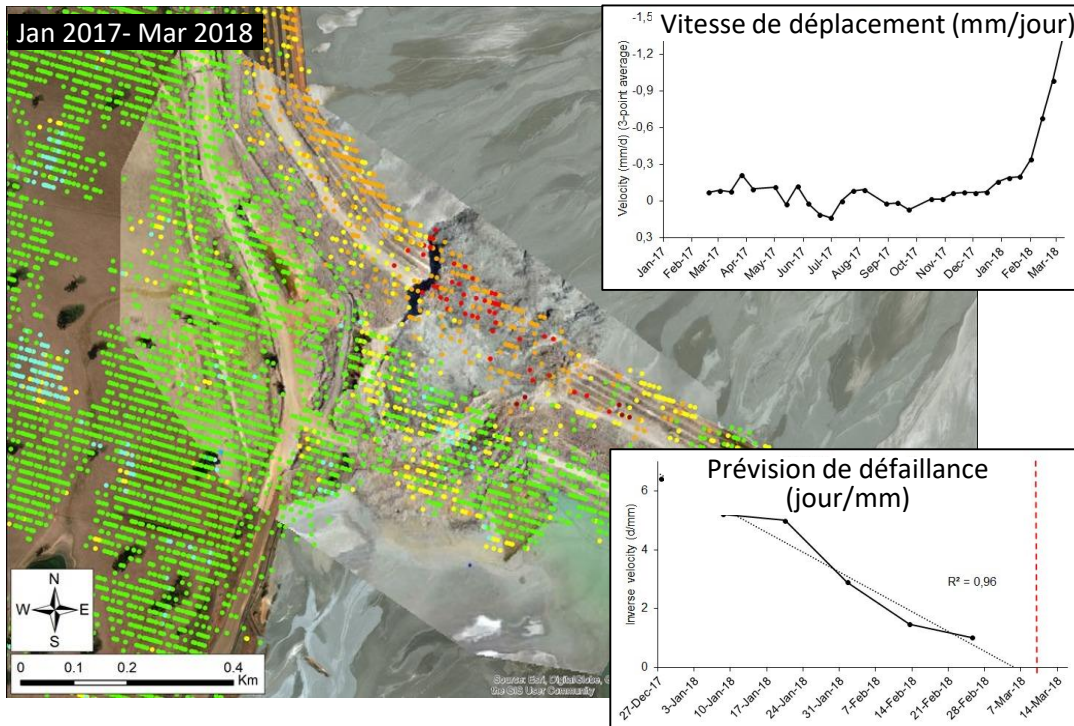 Jan 2017- Mar 2018
Vitesse de déplacement (mm/jour)
Velocity (mm/d) (3-point average)
-1,5
-1,3
-0,9
-0,6
-0,3
0
0,3
Jan-17
Feb-17
Mar-17
Apr-17
May-17
Jun-17
Jul-17
Aug-17
Sep-17
Oct-17
Nov-17
Dec-17
Jan-18
Feb-18
Mar-18
Prévision de défaillance
(jour/mm)
Inverse velocity (d/mm)
6
4
2
0
R² = 0,96
27-Dec-17
3-Jan-18
10-Jan-18
17-Jan-18
24-Jan-18
31-Jan-18
7-Feb-18
14-Feb-18
21-Feb-18
28-Feb-18
7-Mar-18
14-Mar-18
N
W E
S
0 0.1 0.2 0.4
Km
Source: Esri, DigitalGlobe,
the GIS User Community